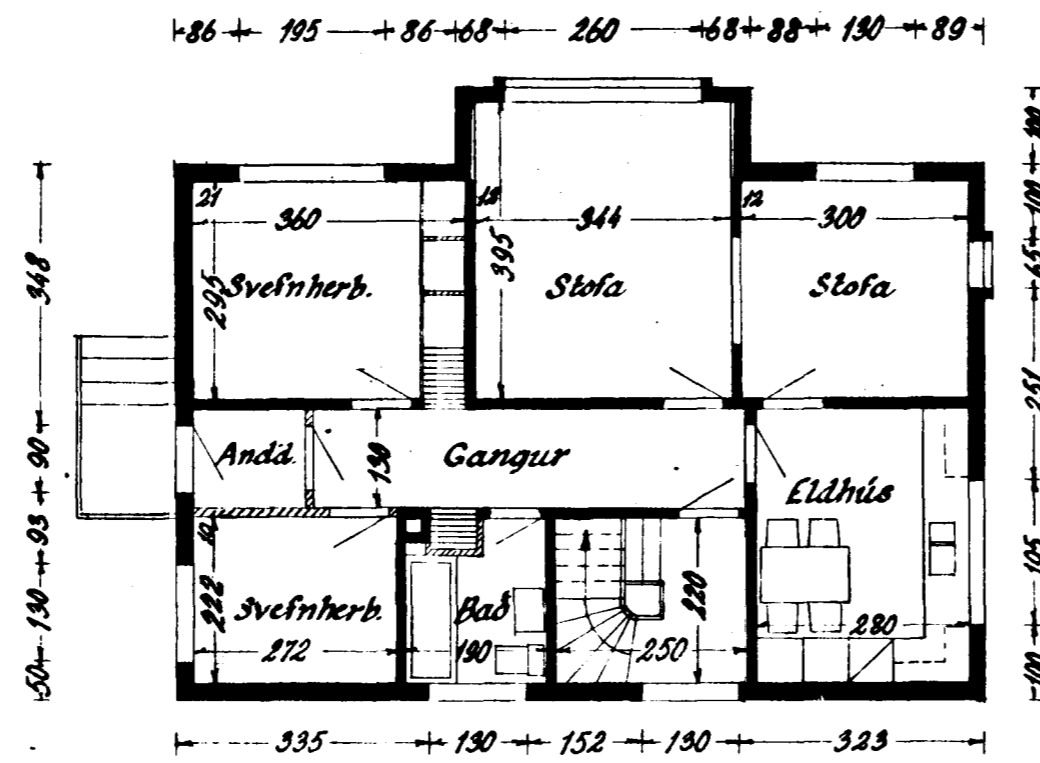 86 195 86 68 260 68 88 130 89
21 12 12
360 344 300
295 395
Svefnherb. Stofa Stofa
348 90 93 130 50
100 100 65 251 105 100
Andd. 130 Gangur
Eldhús
10
222 220
Svefnherb. Bað
272 190 250 280
335 130 152 130 323